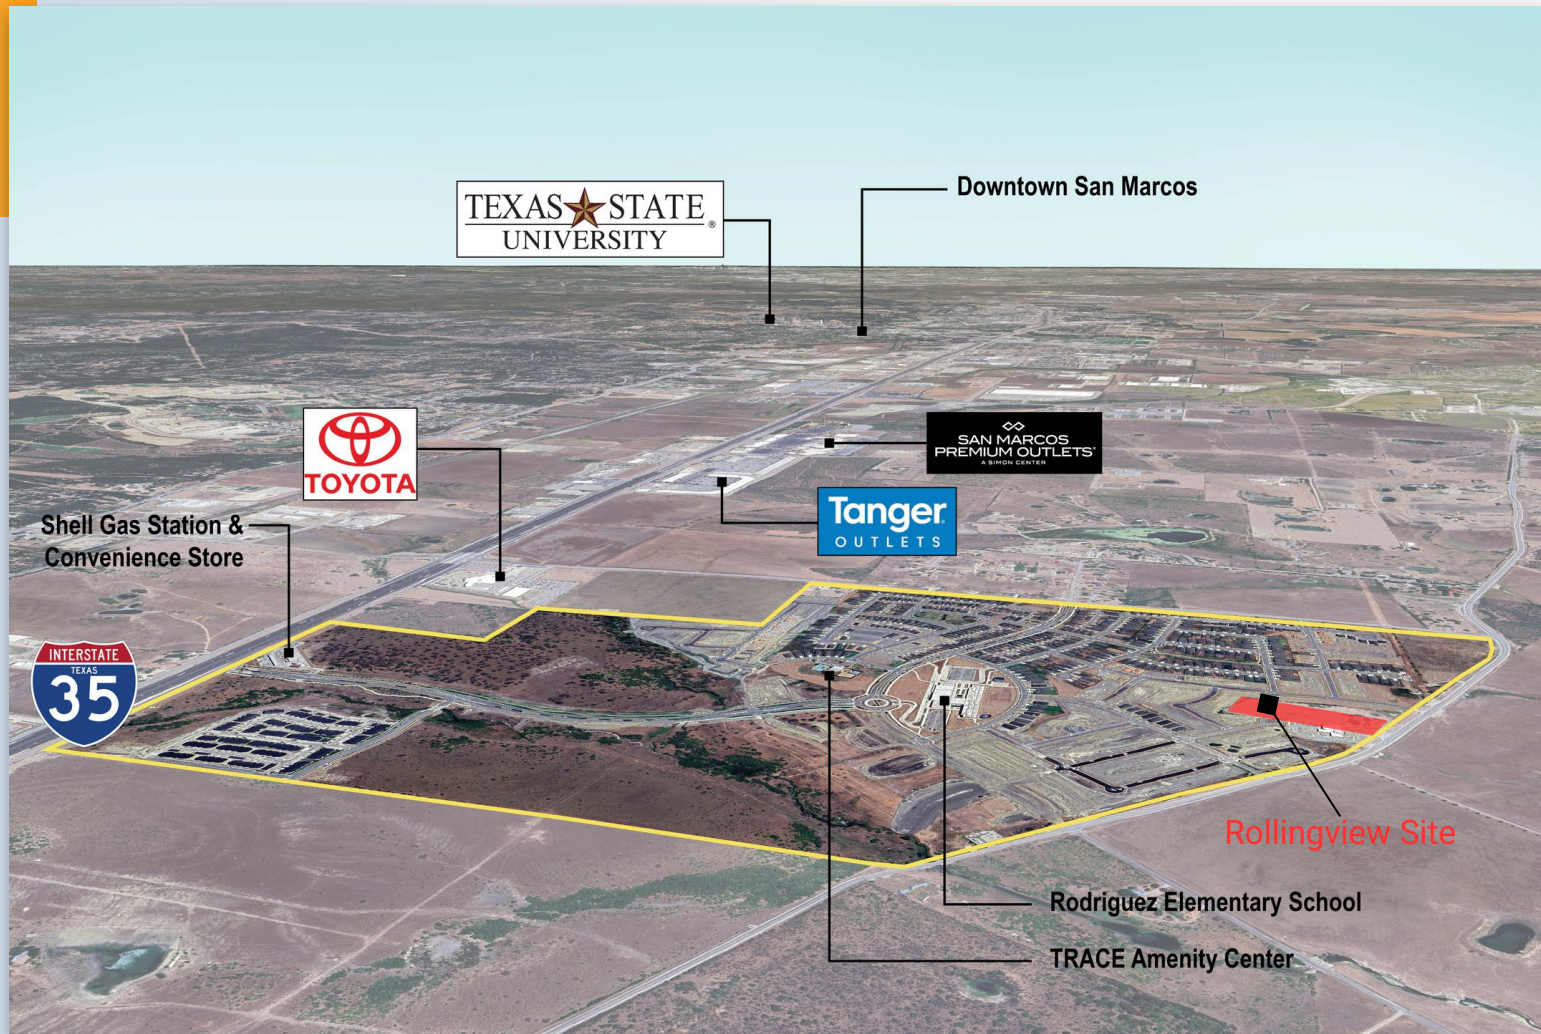 Downtown San Marcos
TEXAS STATE
UNIVERSITY
®
SAN MARCOS
PREMIUM OUTLETS®
A SIMON CENTER
TOYOTA
Tanger
OUTLETS
Shell Gas Station &
Convenience Store
INTERSTATE
TEXAS
35
Rollingview Site
Rodriguez Elementary School
TRACE Amenity Center